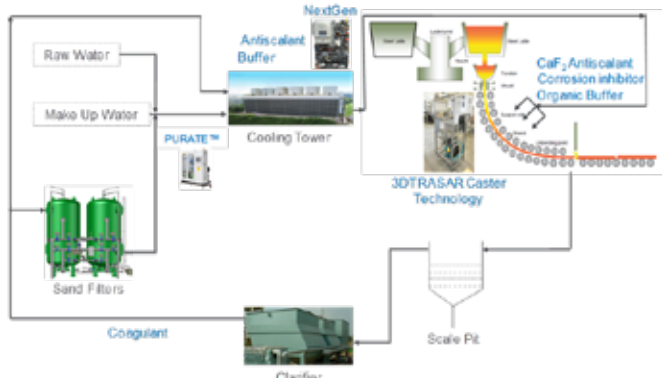 NextGen
Antiscalant
Buffer
Raw Water
Make Up Water
PURATE™
Cooling Tower
CaF₂ Antiscalant
Corrosion inhibitor
Organic Buffer
3DTRASAR Caster
Technology
Sand Filters
Coagulant
Scale Pit
Clarifier